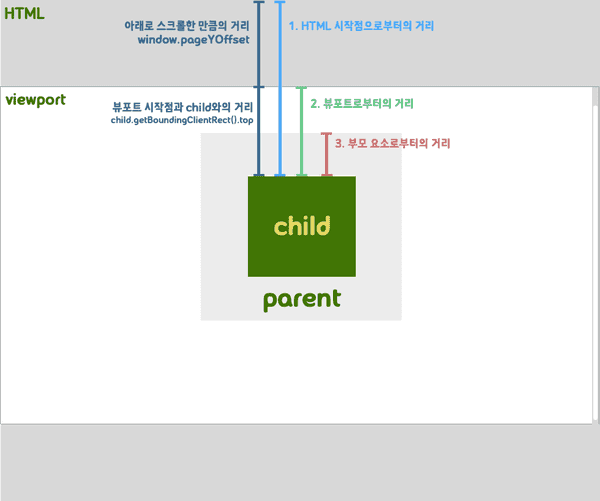 HTML
아래로 스크롤한 만큼의 거리
window.pageYOffset
1. HTML 시작점으로부터의 거리
viewport
뷰포트 시작점과 child와의 거리
child.getBoundingClientRect().top
2. 뷰포트로부터의 거리
3. 부모 요소로부터의 거리
child
parent